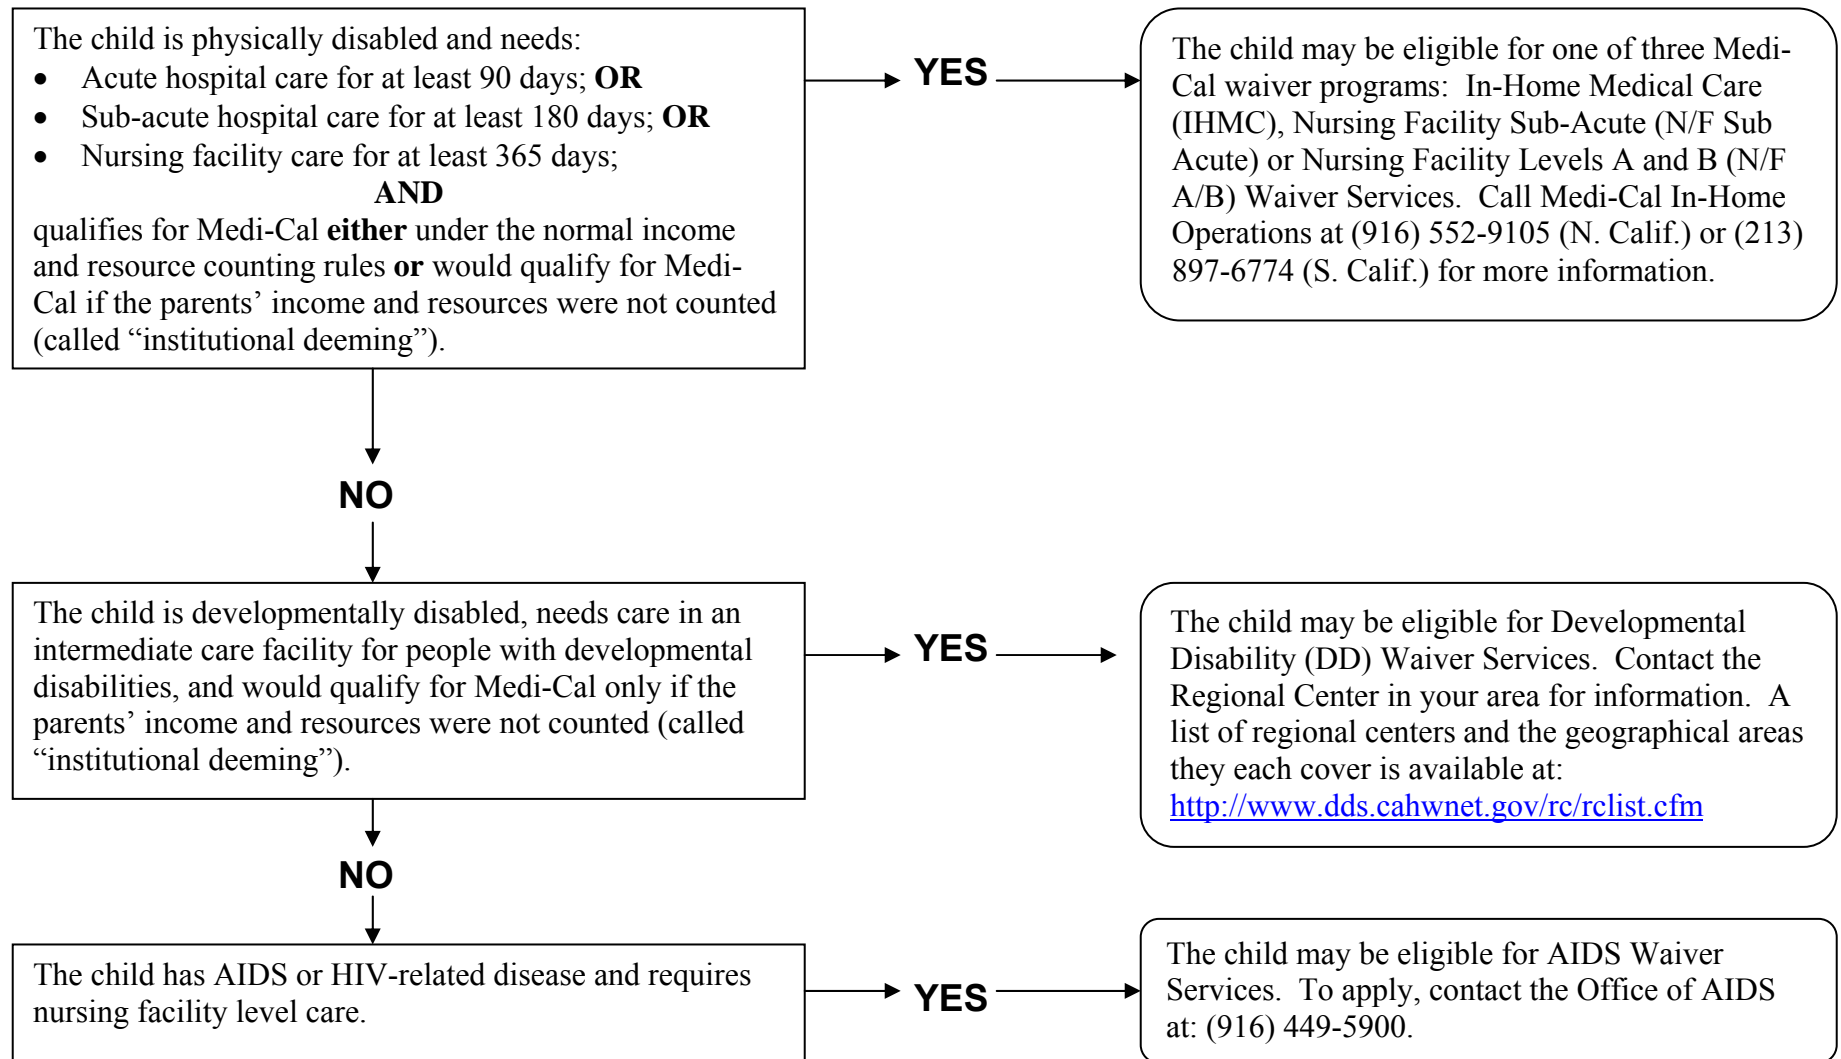 The child is physically disabled and needs:
• Acute hospital care for at least 90 days; OR
• Sub-acute hospital care for at least 180 days; OR
• Nursing facility care for at least 365 days;
AND
qualifies for Medi-Cal either under the normal income
and resource counting rules or would qualify for Medi-
Cal if the parents’ income and resources were not counted
(called “institutional deeming”).
YES
The child may be eligible for one of three Medi-
Cal waiver programs:  In-Home Medical Care
(IHMC), Nursing Facility Sub-Acute (N/F Sub
Acute) or Nursing Facility Levels A and B (N/F
A/B) Waiver Services.  Call Medi-Cal In-Home
Operations at (916) 552-9105 (N. Calif.) or (213)
897-6774 (S. Calif.) for more information.
NO
The child is developmentally disabled, needs care in an
intermediate care facility for people with developmental
disabilities, and would qualify for Medi-Cal only if the
parents’ income and resources were not counted (called
“institutional deeming”).
YES
The child may be eligible for Developmental
Disability (DD) Waiver Services.  Contact the
Regional Center in your area for information.  A
list of regional centers and the geographical areas
they each cover is available at:
http://www.dds.cahwnet.gov/rc/rclist.cfm
NO
The child has AIDS or HIV-related disease and requires
nursing facility level care.
YES
The child may be eligible for AIDS Waiver
Services.  To apply, contact the Office of AIDS
at: (916) 449-5900.